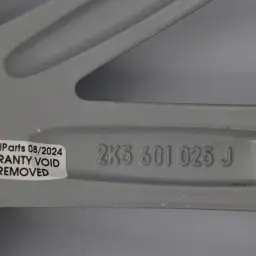 Parts 08/2024
RANTY VOID
REMOVED
2K5 601 025 J